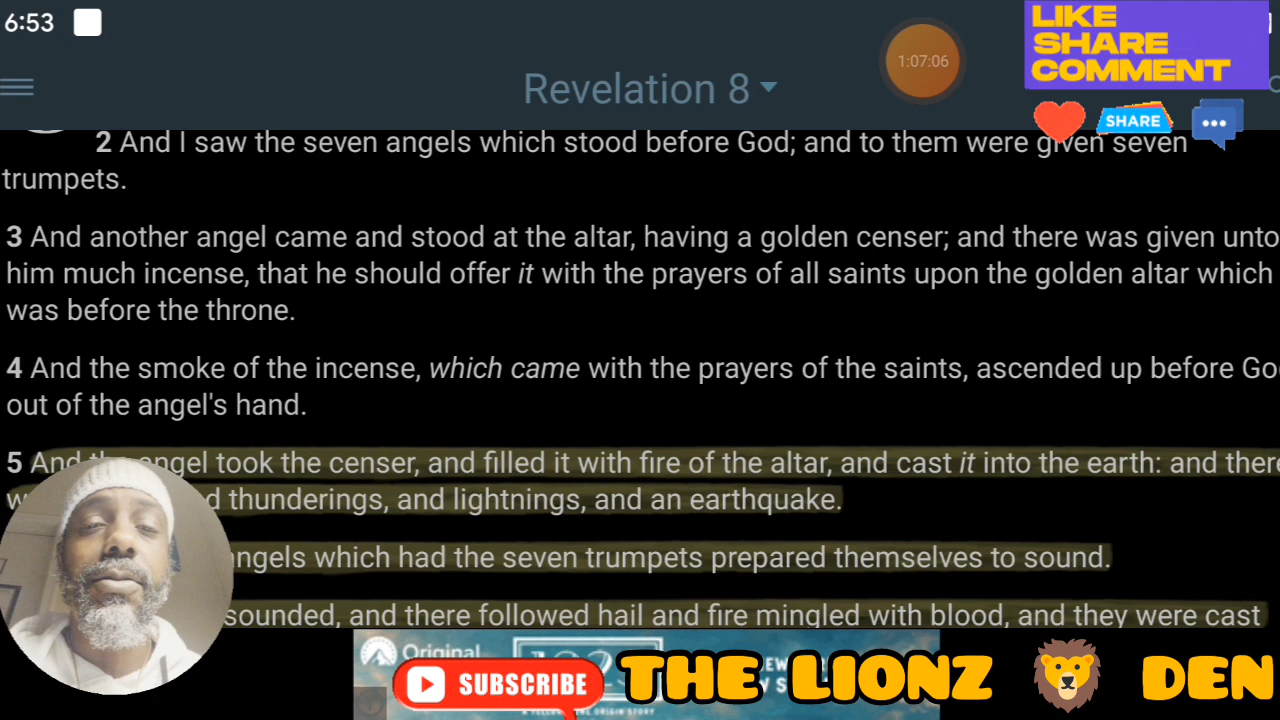 6:53
LIKE
SHARE
COMMENT
1:07:06
Revelation 8
SHARE
2 And I saw the seven angels which stood before God; and to them were given seven
trumpets.
3 And another angel came and stood at the altar, having a golden censer; and there was given unto
him much incense, that he should offer it with the prayers of all saints upon the golden altar which
was before the throne.
4 And the smoke of the incense, which came with the prayers of the saints, ascended up before Go
out of the angel's hand.
5 And the angel took the censer, and filled it with fire of the altar, and cast it into the earth: and there
thunderings, and lightnings, and an earthquake.
angels which had the seven trumpets prepared themselves to sound.
sounded, and there followed hail and fire mingled with blood, and they were cast
Original
SUBSCRIBE
THE LIONZ DEN